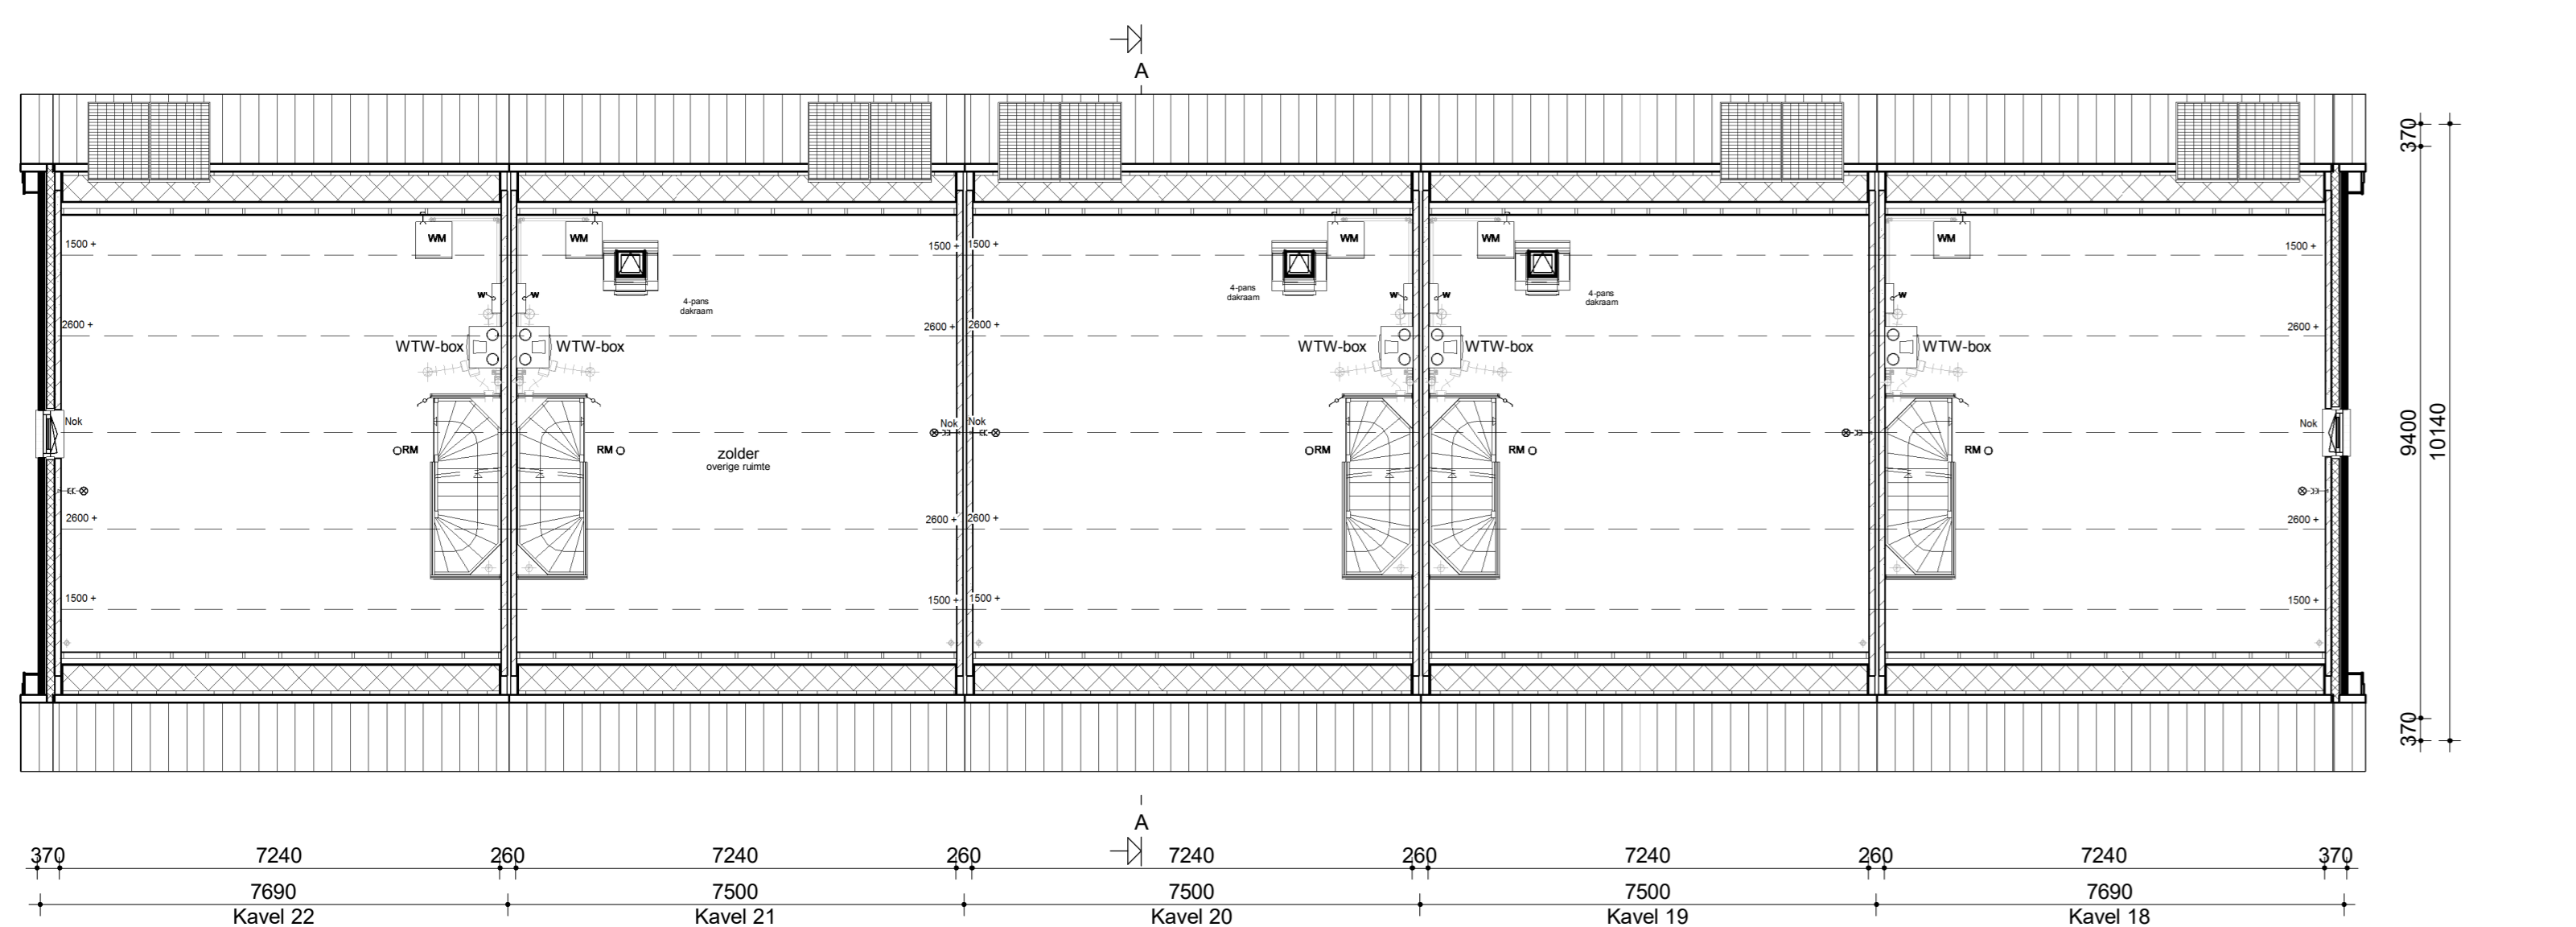 A
370
WM WM WM WM WM
1500 + 1500 + 1500 + 1500 +
4-pans
dakraam
4-pans
dakraam
4-pans
dakraam
w w w w w
2600 + 2600 + 2600 + 2600 +
WTW-box WTW-box WTW-box WTW-box WTW-box
Nok Nok Nok Nok
9400
10140
RM RM RM RM RM
zolder
overige ruimte
2600 + 2600 + 2600 + 2600 +
1500 + 1500 + 1500 + 1500 +
370
A
370 7240 260 7240 260 7240 260 7240 260 7240 370
7690 7500 7500 7500 7690
Kavel 22 Kavel 21 Kavel 20 Kavel 19 Kavel 18